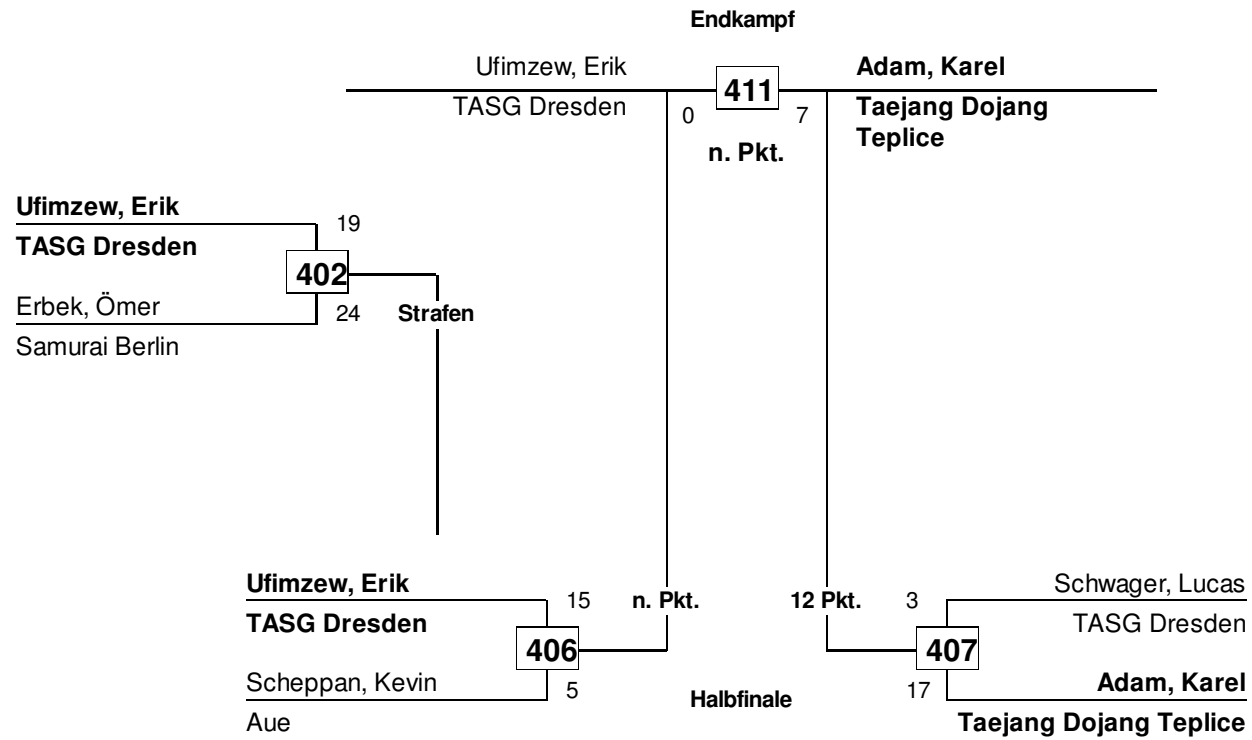 Endkampf
Ufimzew, Erik
411
Adam, Karel
TASG Dresden
0
7
Taejang Dojang
Teplice
n. Pkt.
Ufimzew, Erik
19
TASG Dresden
402
Erbek, Ömer
24
Strafen
Samurai Berlin
Ufimzew, Erik
15
n. Pkt.
12 Pkt.
3
Schwager, Lucas
TASG Dresden
TASG Dresden
406
407
Scheppan, Kevin
5
Halbfinale
17
Adam, Karel
Aue
Taejang Dojang Teplice